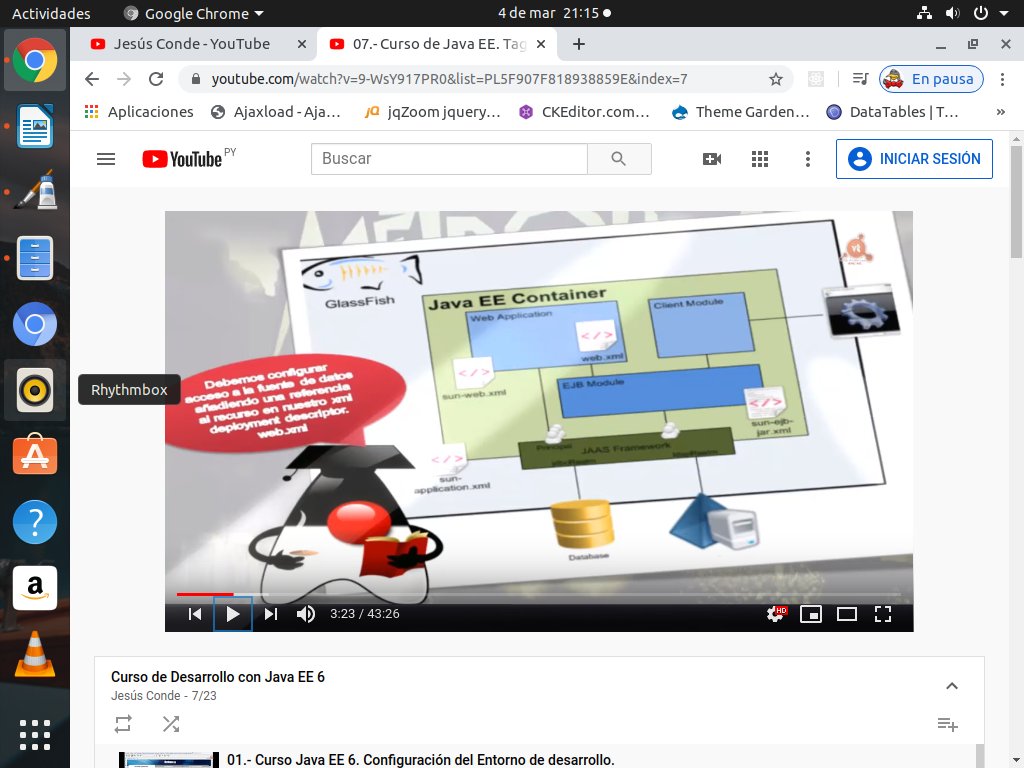 Actividades
Google Chrome
4 de mar 21:15
Jesús Conde - YouTube
07.- Curso de Java EE. Tag
youtube.com/watch?v=9-WsY917PR0&list=PL5F907F818938859E&index=7
En pausa
Aplicaciones
Ajaxload - Aja...
jqZoom jquery...
CKEditor.com...
Theme Garden...
DataTables | T...
»
YouTube PY
Buscar
INICIAR SESIÓN
GlassFish
Java EE Container
Web Application
Client Module
</>
web.xml
</>
sun-web.xml
EJB Module
</>
sun-ejb-
jar.xml
Debemos configurar
acceso a la fuente de datos
añadiendo una referencia
al recurso en nuestro xml
deployment descriptor.
web.xml
Rhythmbox
Principal
JAAS Framework
</>
sun-
application.xml
Database
3:23 / 43:26
HD
Curso de Desarrollo con Java EE 6
Jesús Conde - 7/23
01.- Curso Java EE 6. Configuración del Entorno de desarrollo.